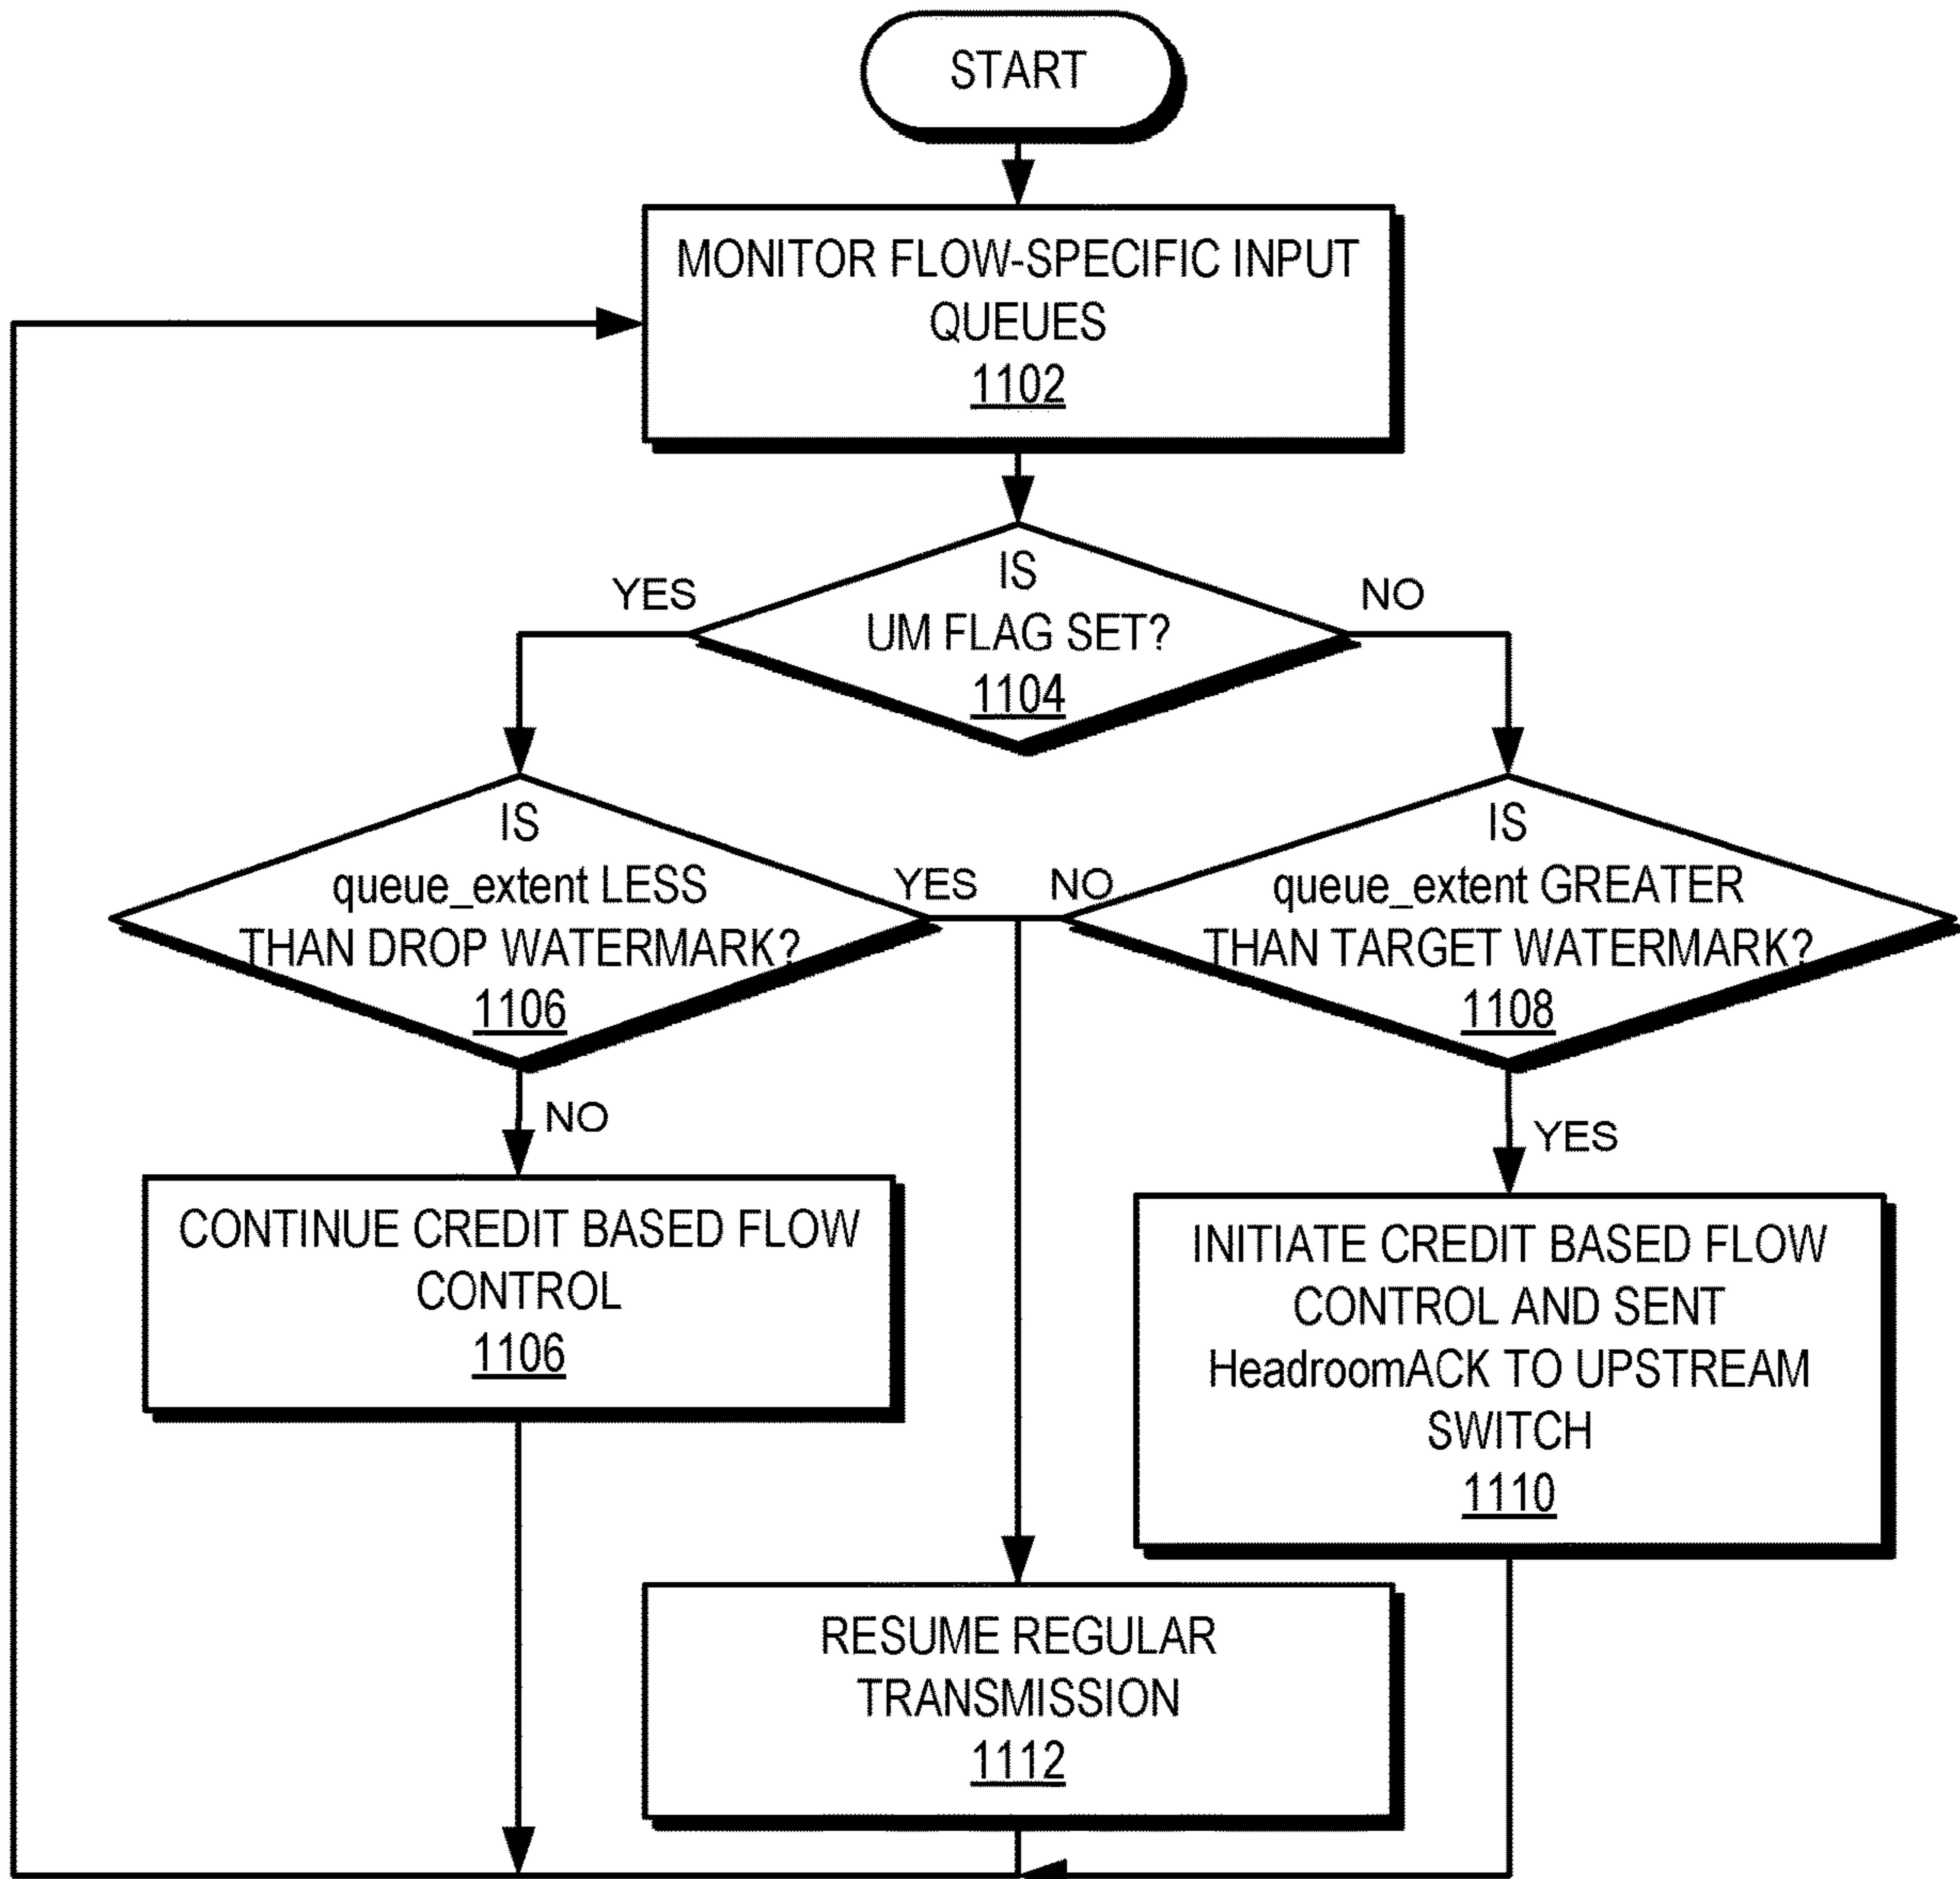 START
MONITOR FLOW-SPECIFIC INPUT
QUEUES
1102
IS
UM FLAG SET?
1104
YES
NO
IS
queue_extent LESS
THAN DROP WATERMARK?
1106
YES
NO
IS
queue_extent GREATER
THAN TARGET WATERMARK?
1108
NO
YES
CONTINUE CREDIT BASED FLOW
CONTROL
1106
INITIATE CREDIT BASED FLOW
CONTROL AND SENT
HeadroomACK TO UPSTREAM
SWITCH
1110
RESUME REGULAR
TRANSMISSION
1112